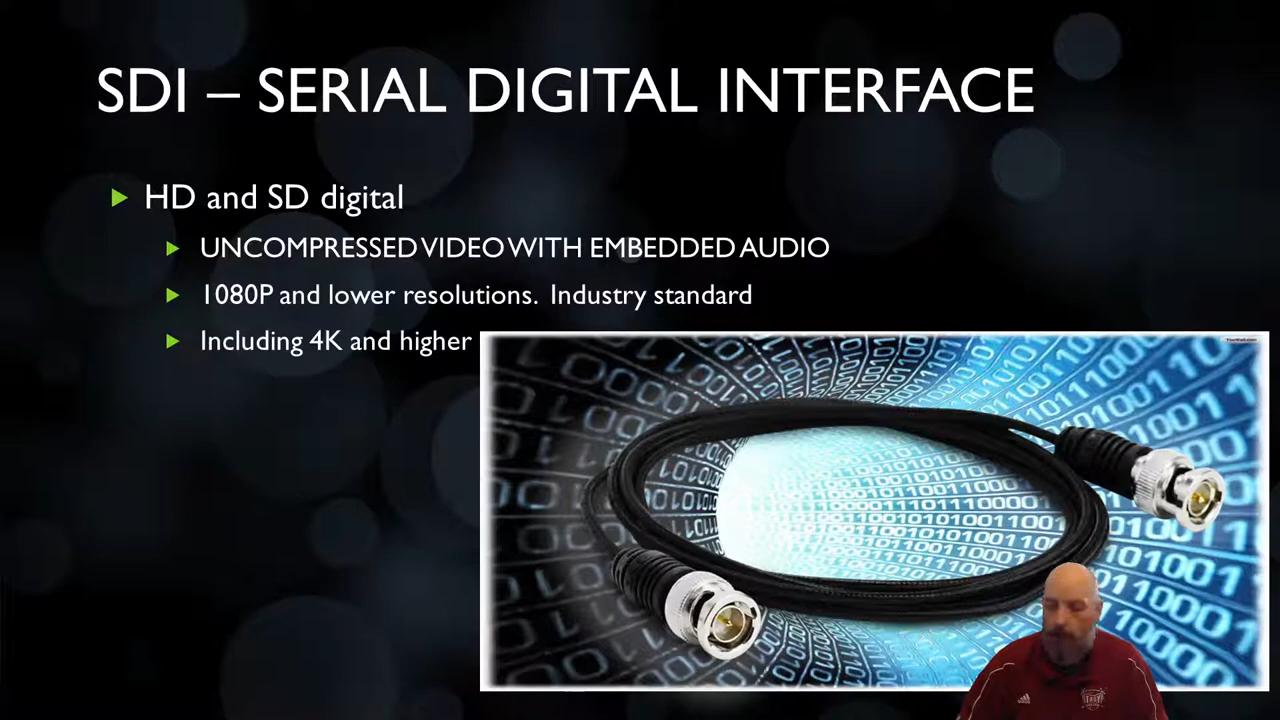 SDI – SERIAL DIGITAL INTERFACE
HD and SD digital
UNCOMPRESSED VIDEO WITH EMBEDDED AUDIO
1080P and lower resolutions. Industry standard
Including 4K and higher